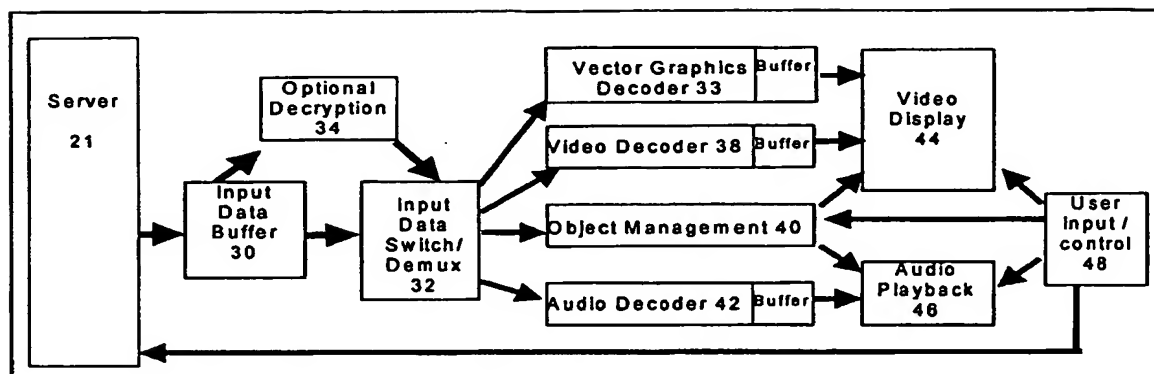 Server
21
Optional
Decryption
34
Input
Data
Buffer
30
Input
Data
Switch/
Demux
32
Vector Graphics
Decoder 33
Buffer
Video Decoder 38
Buffer
Object Management 40
Audio Decoder 42
Buffer
Video
Display
44
Audio
Playback
46
User
input /
control
48